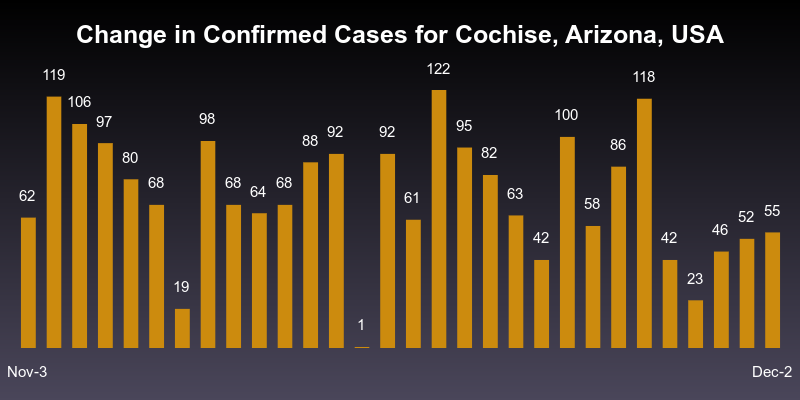 Change in Confirmed Cases for Cochise, Arizona, USA
62 119 106 97 80 68 19 98 68 64 68 88 92 1 92 61 122 95 82 63 42 100 58 86 118 42 23 46 52 55
Nov-3 Dec-2